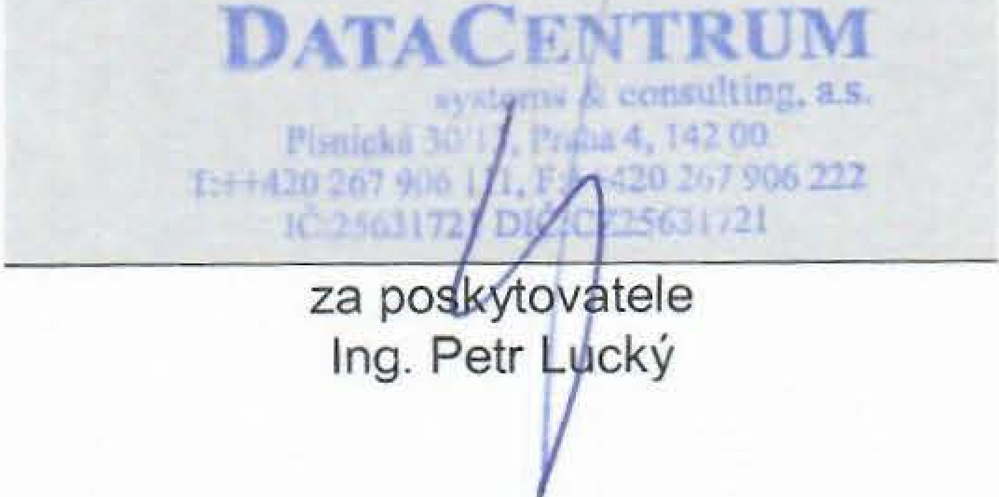 DATACENTRUM
systems & consulting, a.s.
Písnická 30/13, Praha 4, 142 00
T:++420 267 906 111, F:++420 267 906 222
IČ:25631721 DIČ:CZ25631721
za poskytovatele
Ing. Petr Lucký